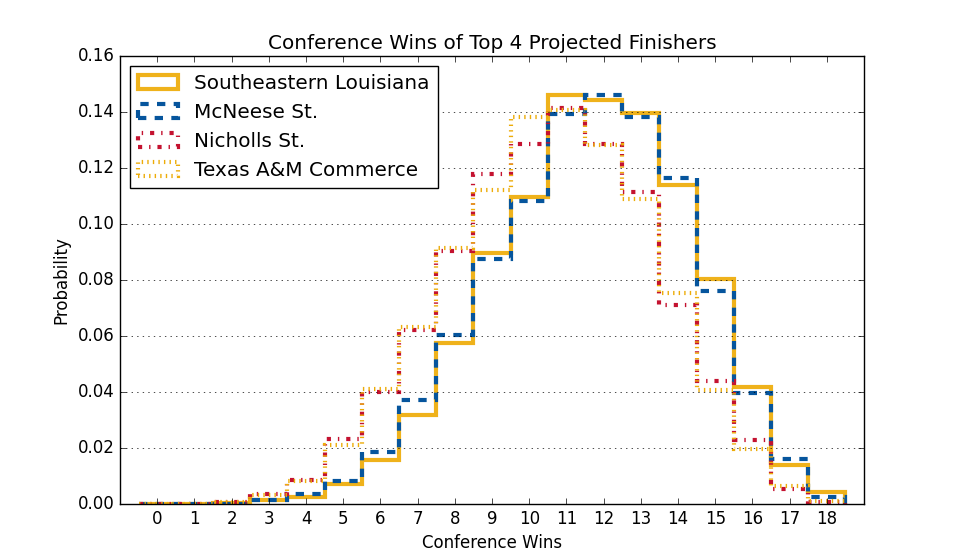 Conference Wins of Top 4 Projected Finishers
0.16
0.14
0.12
0.10
0.08
0.06
0.04
0.02
0.00
Probability
Southeastern Louisiana
McNeese St.
Nicholls St.
Texas A&M Commerce
0 1 2 3 4 5 6 7 8 9 10 11 12 13 14 15 16 17 18
Conference Wins